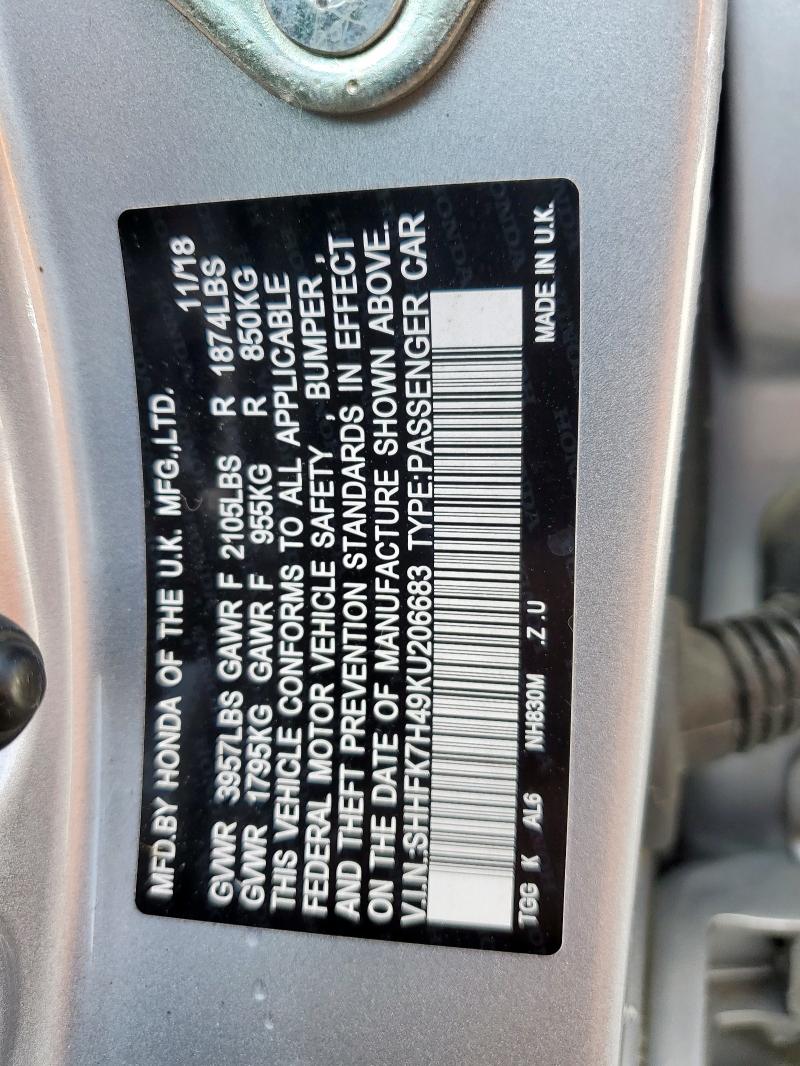 MFD.BY HONDA OF THE U.K. MFG.,LTD. 11/18
GVWR 3957LBS GAWR F 2105LBS R 1874LBS
GVWR 1795KG GAWR F 955KG R 850KG
THIS VEHICLE CONFORMS TO ALL APPLICABLE
FEDERAL MOTOR VEHICLE SAFETY , BUMPER ,
AND THEFT PREVENTION STANDARDS IN EFFECT
ON THE DATE OF MANUFACTURE SHOWN ABOVE.
V.I.N.:SHHFK7H49KU206683 TYPE:PASSENGER CAR
TGG K AL6 NH830M .Z.U MADE IN U.K.